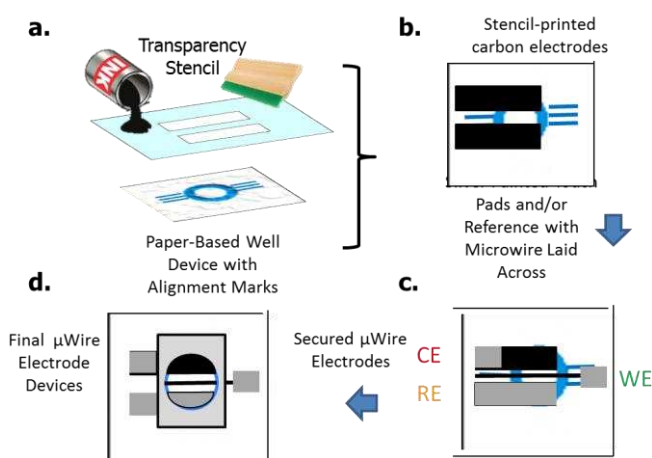 a.
Transparency
Stencil
INK
Paper-Based Well
Device with
Alignment Marks
b.
Stencil-printed
carbon electrodes
Pads and/or
Reference with
Microwire Laid
Across
c.
CE
RE
WE
Secured µWire
Electrodes
d.
Final µWire
Electrode
Devices